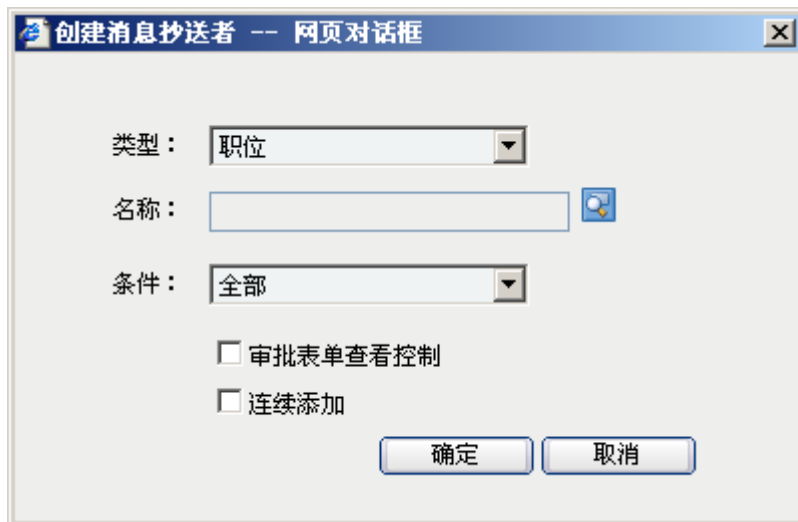 创建消息抄送者 -- 网页对话框
类型： 职位
名称：
条件： 全部
审批表单查看控制
连续添加
确定 取消